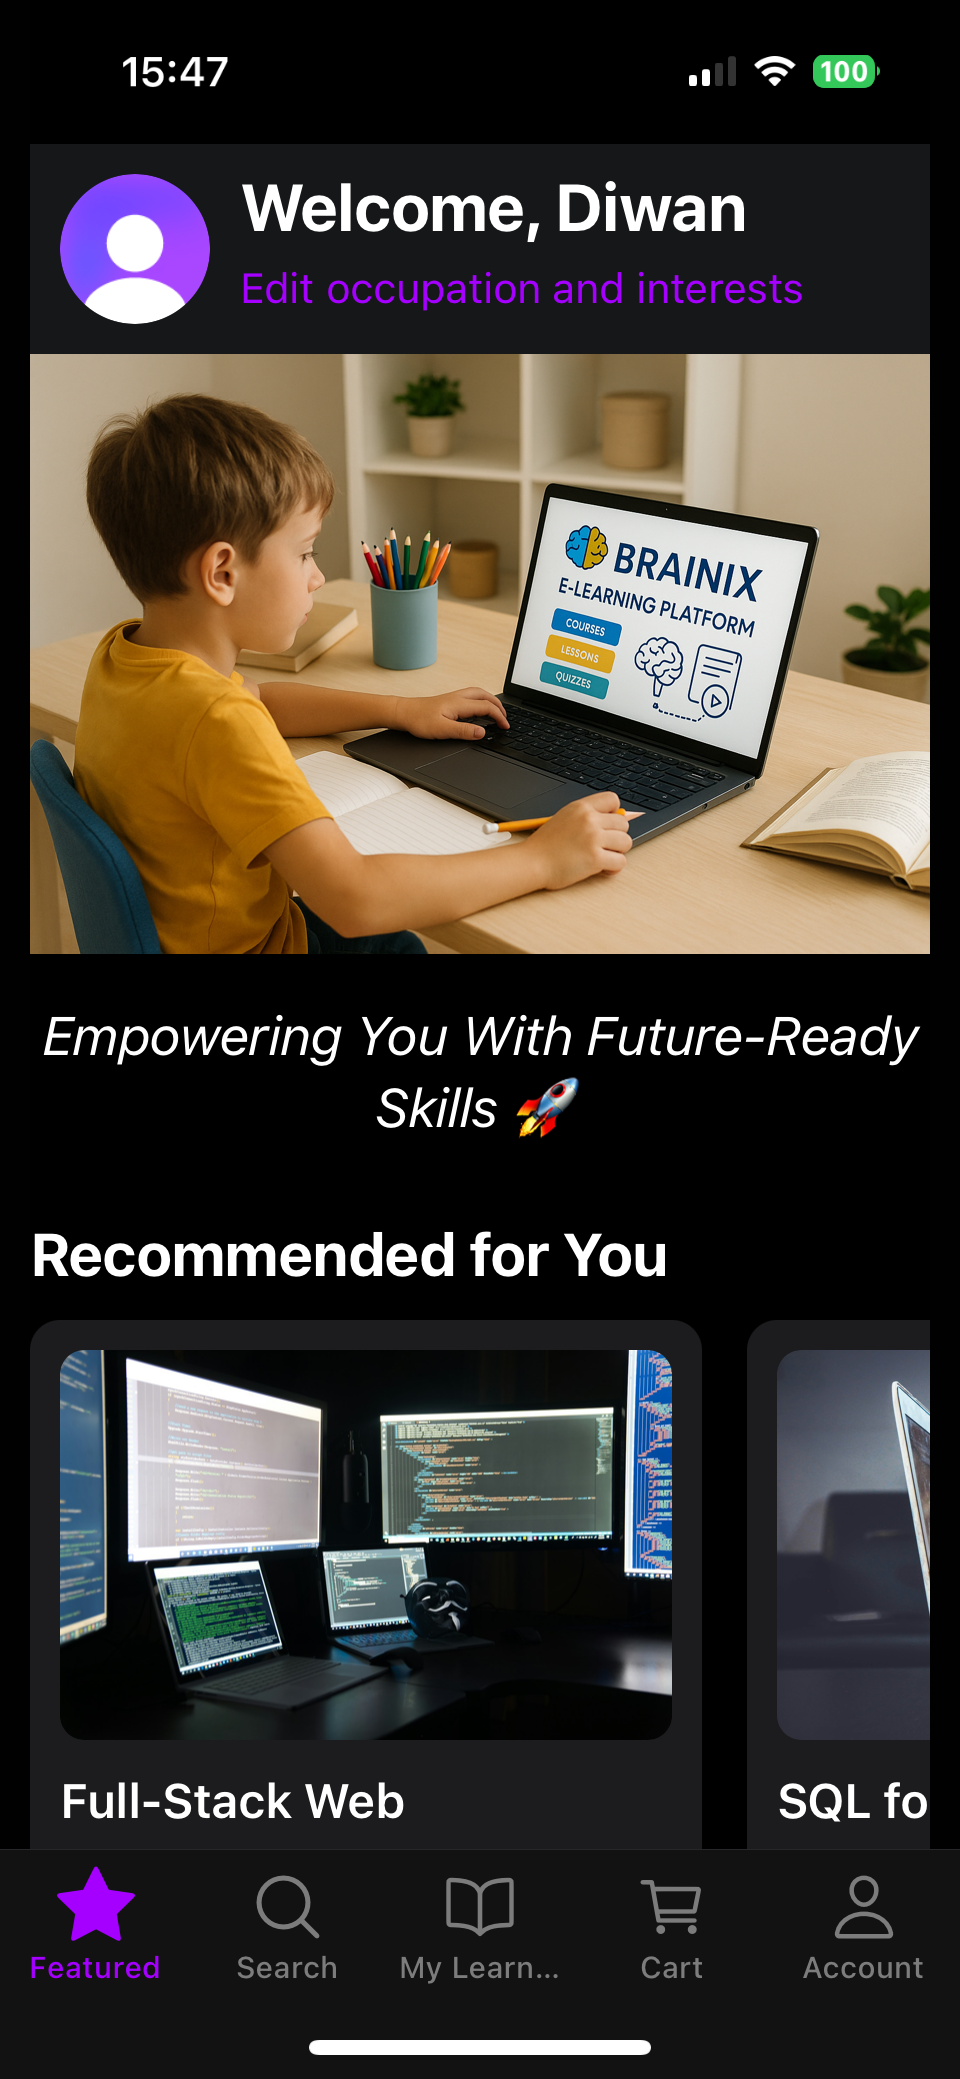 15:47
100
Welcome, Diwan
Edit occupation and interests
BRAINIX
E-LEARNING PLATFORM
COURSES
LESSONS
QUIZZES
Empowering You With Future-Ready
Skills 🚀
Recommended for You
Full-Stack Web
SQL fo
Featured
Search
My Learn...
Cart
Account